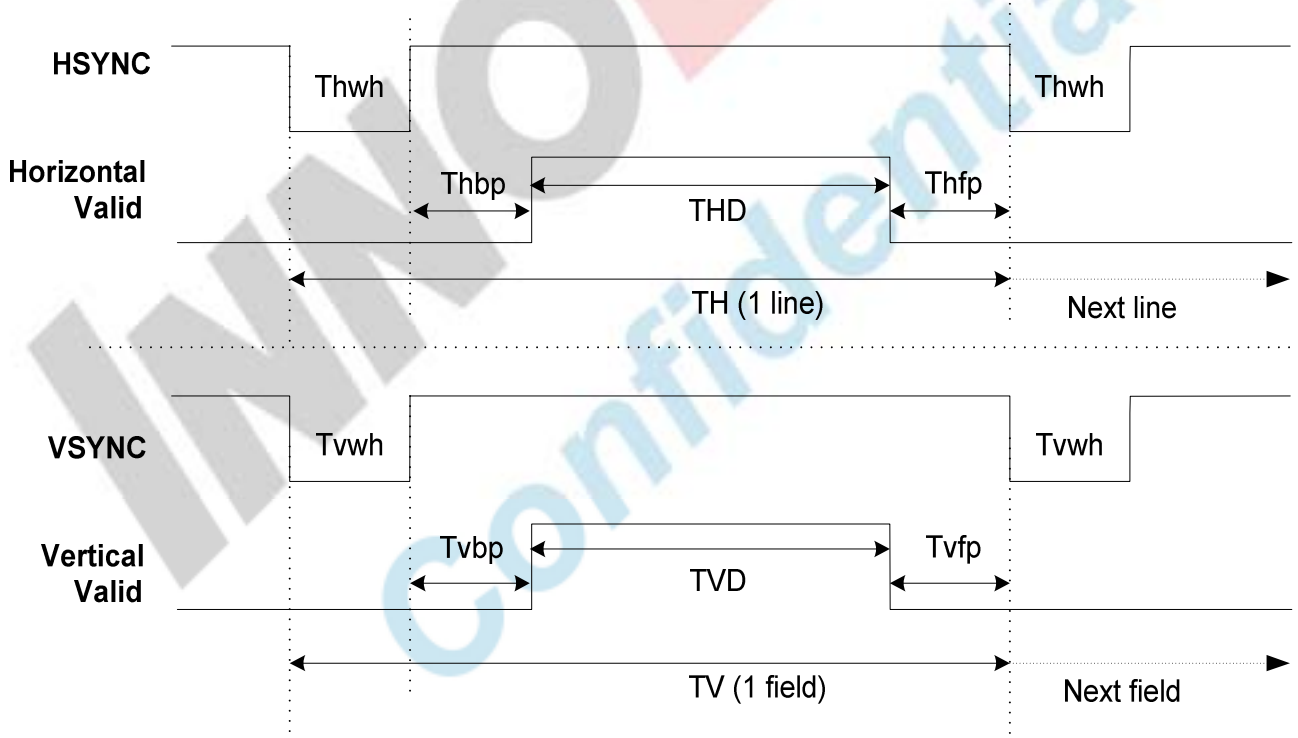 HSYNC
Thwh
Thwh
Horizontal
Valid
Thbp
THD
Thfp
TH (1 line)
Next line
VSYNC
Tvwh
Tvwh
Vertical
Valid
Tvbp
TVD
Tvfp
TV (1 field)
Next field
INNO
Confidential